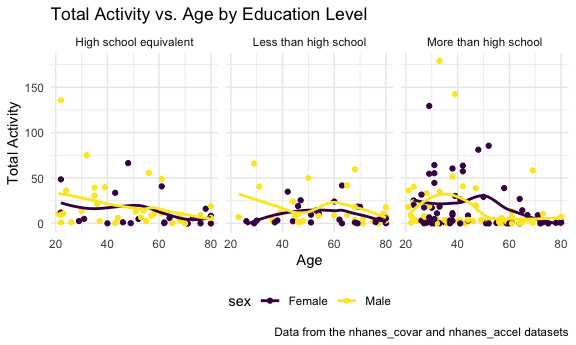 Total Activity vs. Age by Education Level
High school equivalent Less than high school More than high school
Total Activity
150
100
50
0
20 40 60 80 20 40 60 80 20 40 60 80
Age
sex Female Male
Data from the nhanes_covar and nhanes_accel datasets